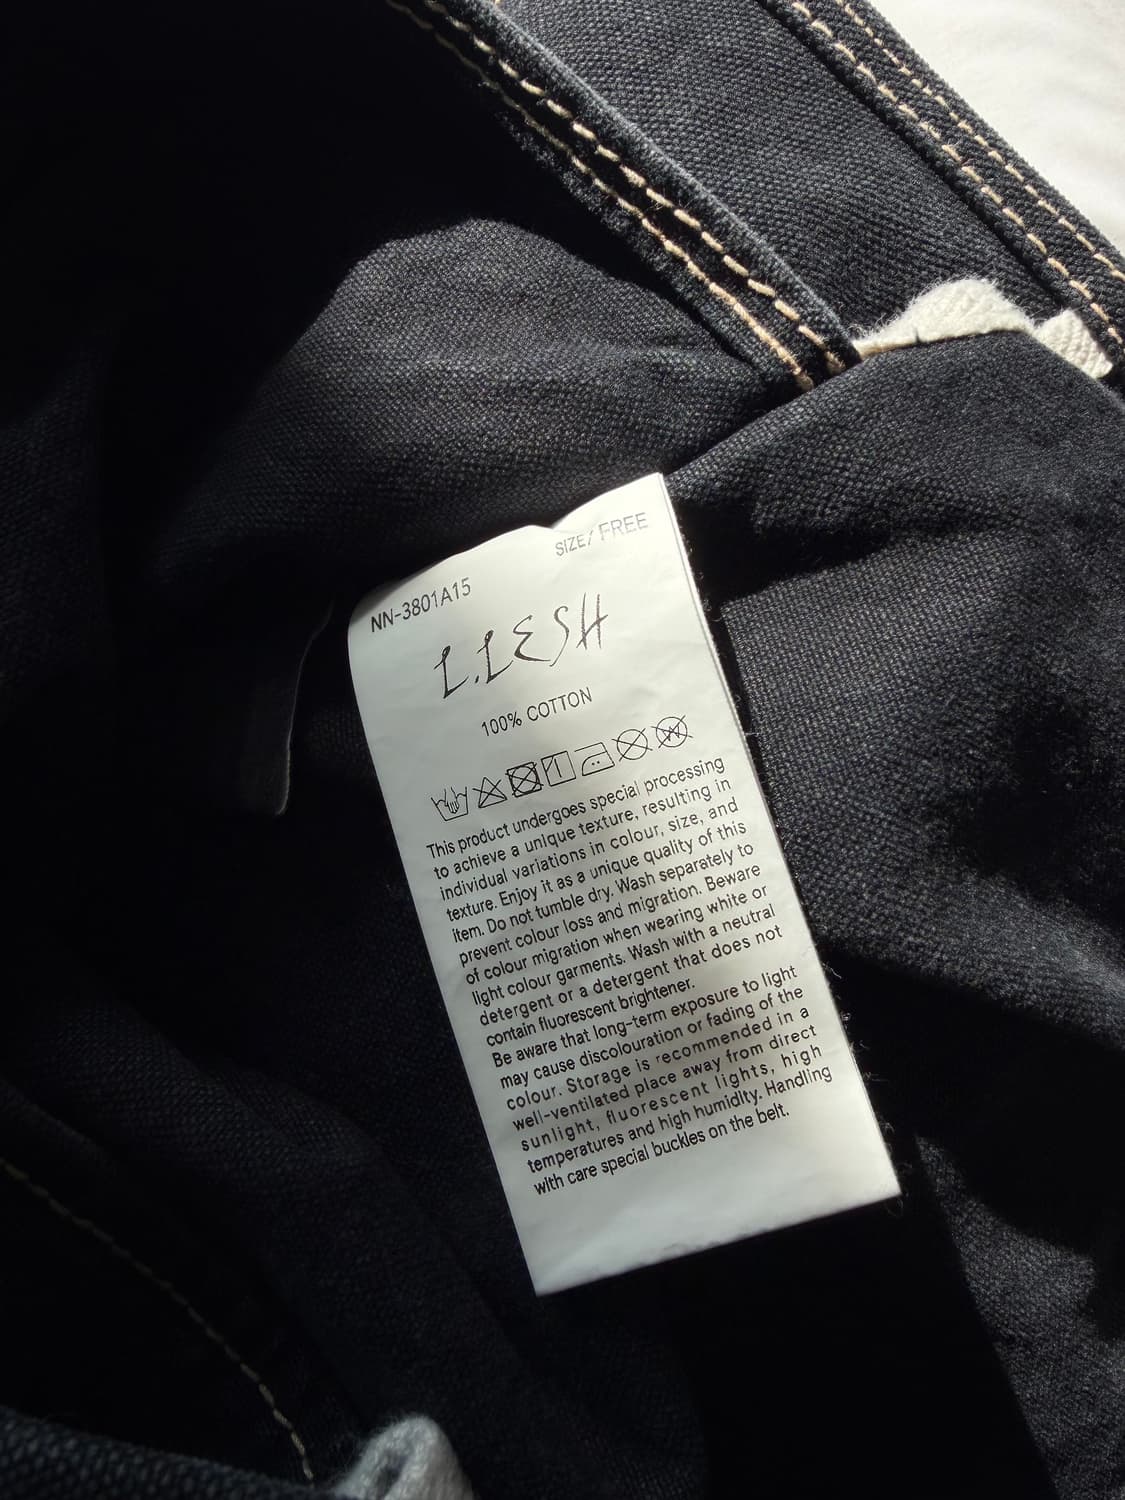 SIZE/ FREE
NN-3801A15
L.LESH
100% COTTON
This product undergoes special processing
to achieve a unique texture, resulting in
individual variations in colour, size, and
texture. Enjoy it as a unique quality of this
item. Do not tumble dry. Wash separately to
prevent colour loss and migration. Beware
of colour migration when wearing white or
light colour garments. Wash with a neutral
detergent or a detergent that does not
contain fluorescent brightener.
Be aware that long-term exposure to light
may cause discolouration or fading of the
colour. Storage is recommended in a
well-ventilated place away from direct
sunlight, fluorescent lights, high
temperatures and high humidity. Handling
with care special buckles on the belt.